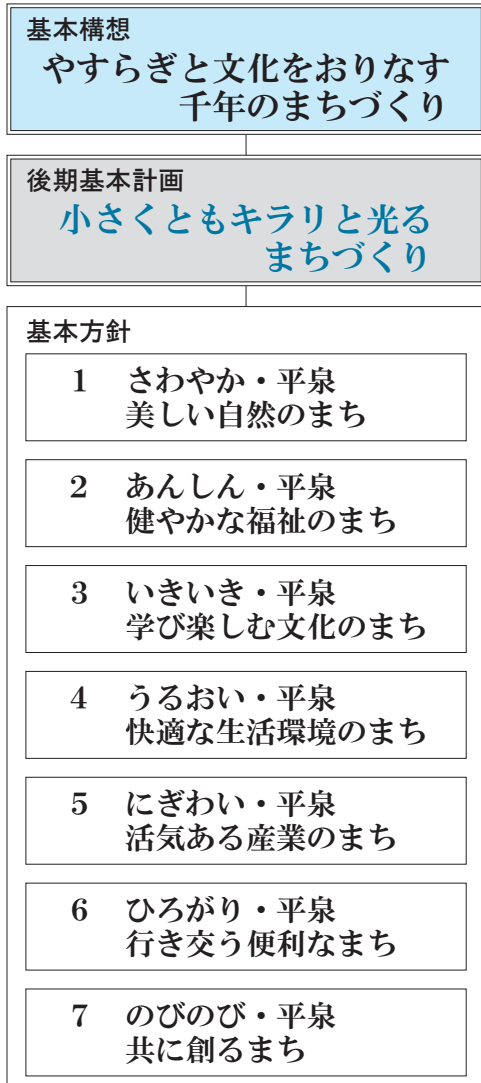 基本構想
やすらぎと文化をおりなす
千年のまちづくり
後期基本計画
小さくともキラリと光る
まちづくり
基本方針
1 さわやか・平泉
美しい自然のまち
2 あんしん・平泉
健やかな福祉のまち
3 いきいき・平泉
学び楽しむ文化のまち
4 うるおい・平泉
快適な生活環境のまち
5 にぎわい・平泉
活気ある産業のまち
6 ひろがり・平泉
行き交う便利なまち
7 のびのび・平泉
共に創るまち